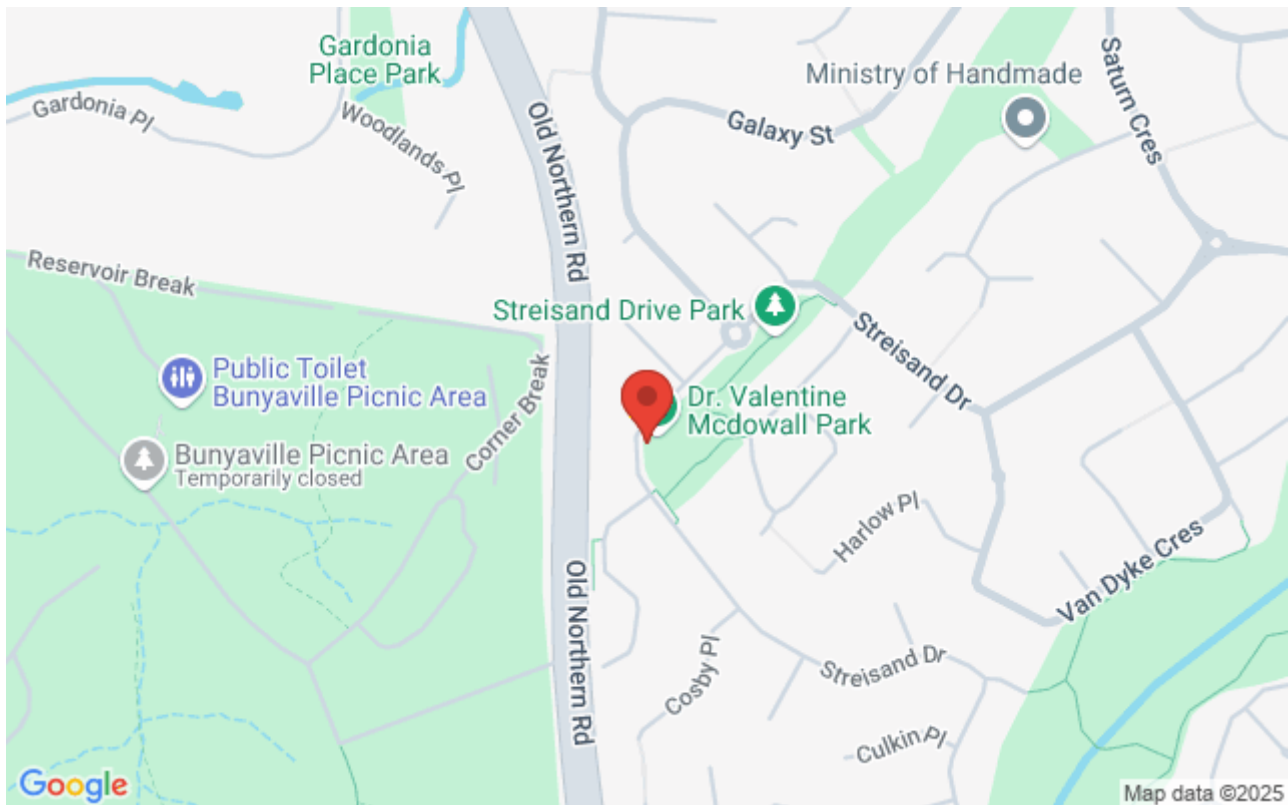 Gardonia
Place Park
Ministry of Handmade
Saturn Cres
Gardonia Pl
Woodlands Pl
Old Northern Rd
Galaxy St
Reservoir Break
Streisand Drive Park
Streisand Dr
Public Toilet
Bunyaville Picnic Area
Corner Break
Dr. Valentine
Mcdowall Park
Bunyaville Picnic Area
Temporarily closed
Harlow Pl
Van Dyke Cres
Old Northern Rd
Cosby Pl
Streisand Dr
Culkin Pl
Google
Map data ©2025